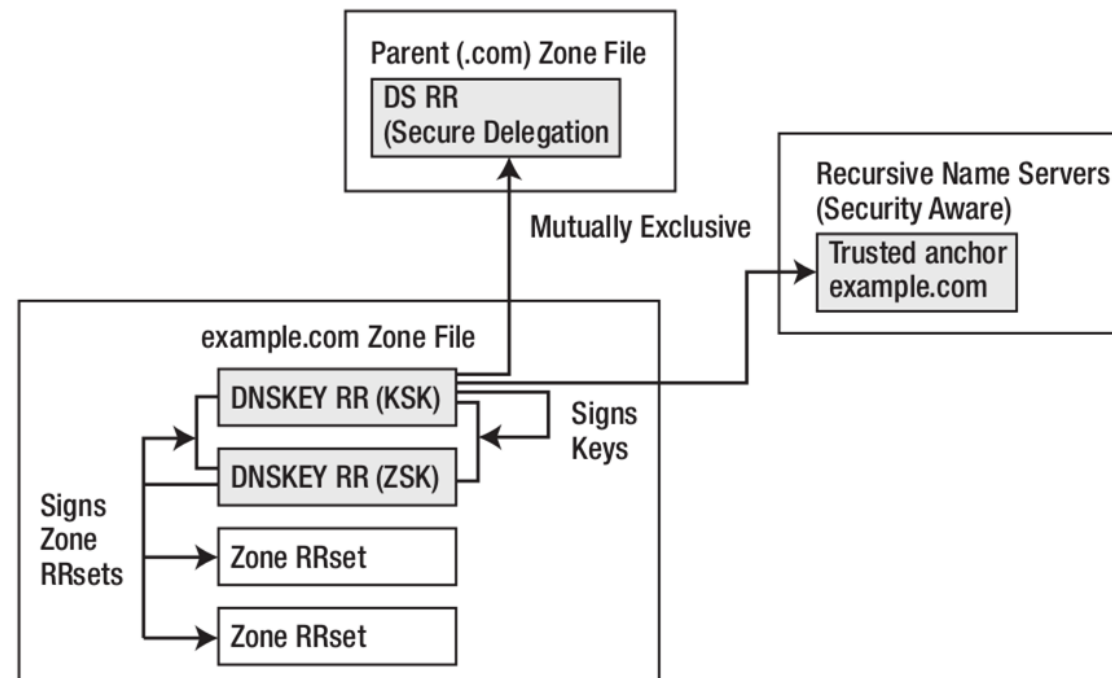 Parent (.com) Zone File
DS RR
(Secure Delegation
Mutually Exclusive
Recursive Name Servers
(Security Aware)
Trusted anchor
example.com
example.com Zone File
DNSKEY RR (KSK)
DNSKEY RR (ZSK)
Signs
Keys
Signs
Zone
RRsets
Zone RRset
Zone RRset